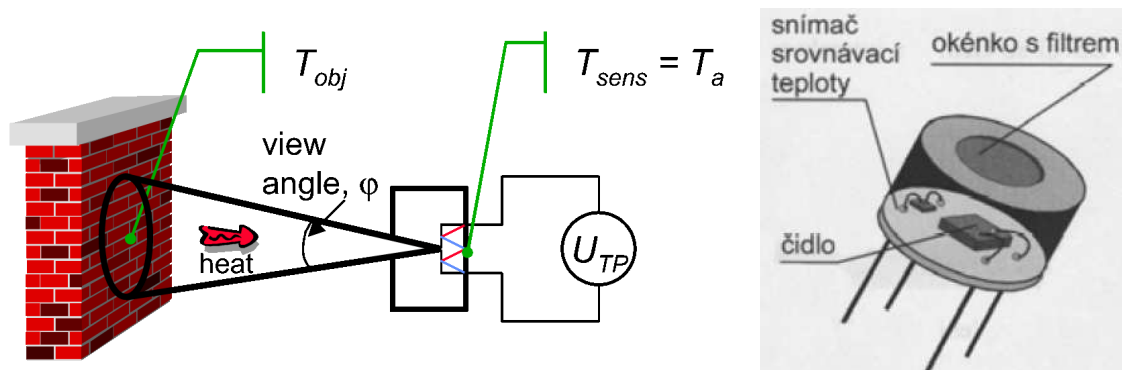 T_obj
T_sens = T_a
view
angle, φ
heat
U_TP
snímač
srovnávací
teploty
okénko s filtrem
čidlo